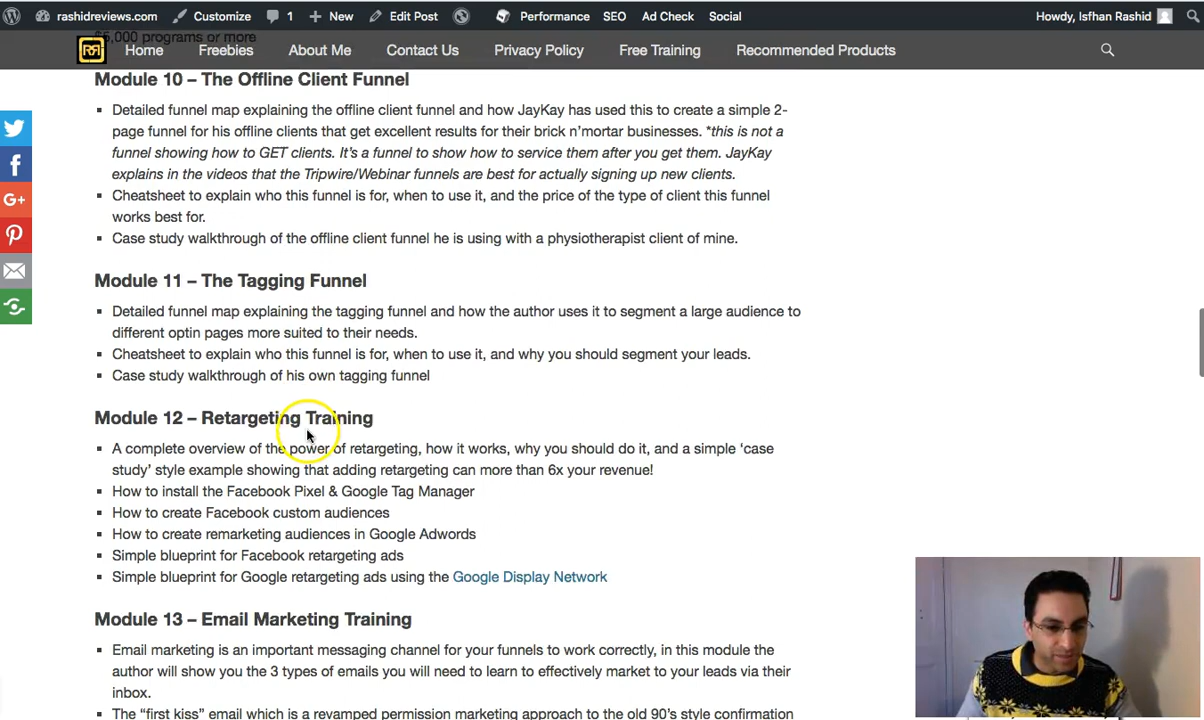 rashidreviews.com Customize 1 New Edit Post Performance SEO Ad Check Social Howdy, Isfhan Rashid
$5,000 programs or more
RR Home Freebies About Me Contact Us Privacy Policy Free Training Recommended Products
Module 10 – The Offline Client Funnel
Detailed funnel map explaining the offline client funnel and how JayKay has used this to create a simple 2-
page funnel for his offline clients that get excellent results for their brick n’mortar businesses. *this is not a
funnel showing how to GET clients. It’s a funnel to show how to service them after you get them. JayKay
explains in the videos that the Tripwire/Webinar funnels are best for actually signing up new clients.
Cheatsheet to explain who this funnel is for, when to use it, and the price of the type of client this funnel
works best for.
Case study walkthrough of the offline client funnel he is using with a physiotherapist client of mine.
Module 11 – The Tagging Funnel
Detailed funnel map explaining the tagging funnel and how the author uses it to segment a large audience to
different optin pages more suited to their needs.
Cheatsheet to explain who this funnel is for, when to use it, and why you should segment your leads.
Case study walkthrough of his own tagging funnel
Module 12 – Retargeting Training
A complete overview of the power of retargeting, how it works, why you should do it, and a simple ‘case
study’ style example showing that adding retargeting can more than 6x your revenue!
How to install the Facebook Pixel & Google Tag Manager
How to create Facebook custom audiences
How to create remarketing audiences in Google Adwords
Simple blueprint for Facebook retargeting ads
Simple blueprint for Google retargeting ads using the Google Display Network
Module 13 – Email Marketing Training
Email marketing is an important messaging channel for your funnels to work correctly, in this module the
author will show you the 3 types of emails you will need to learn to effectively market to your leads via their
inbox.
The “first kiss” email which is a revamped permission marketing approach to the old 90’s style confirmation